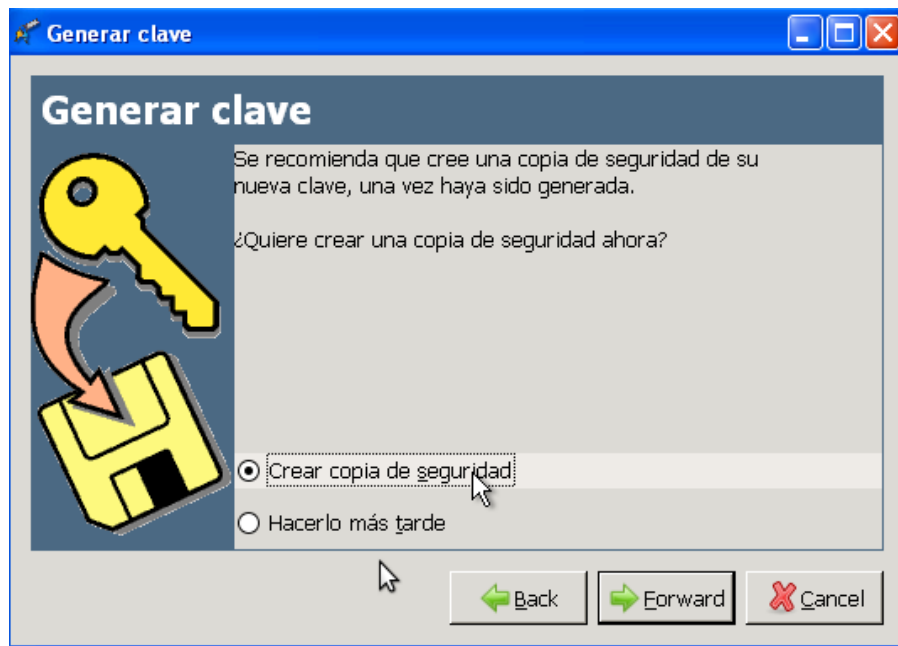 Generar clave
Generar clave
Se recomienda que cree una copia de seguridad de su
nueva clave, una vez haya sido generada.
¿Quiere crear una copia de seguridad ahora?
Crear copia de seguridad
Hacerlo más tarde
Back
Forward
Cancel